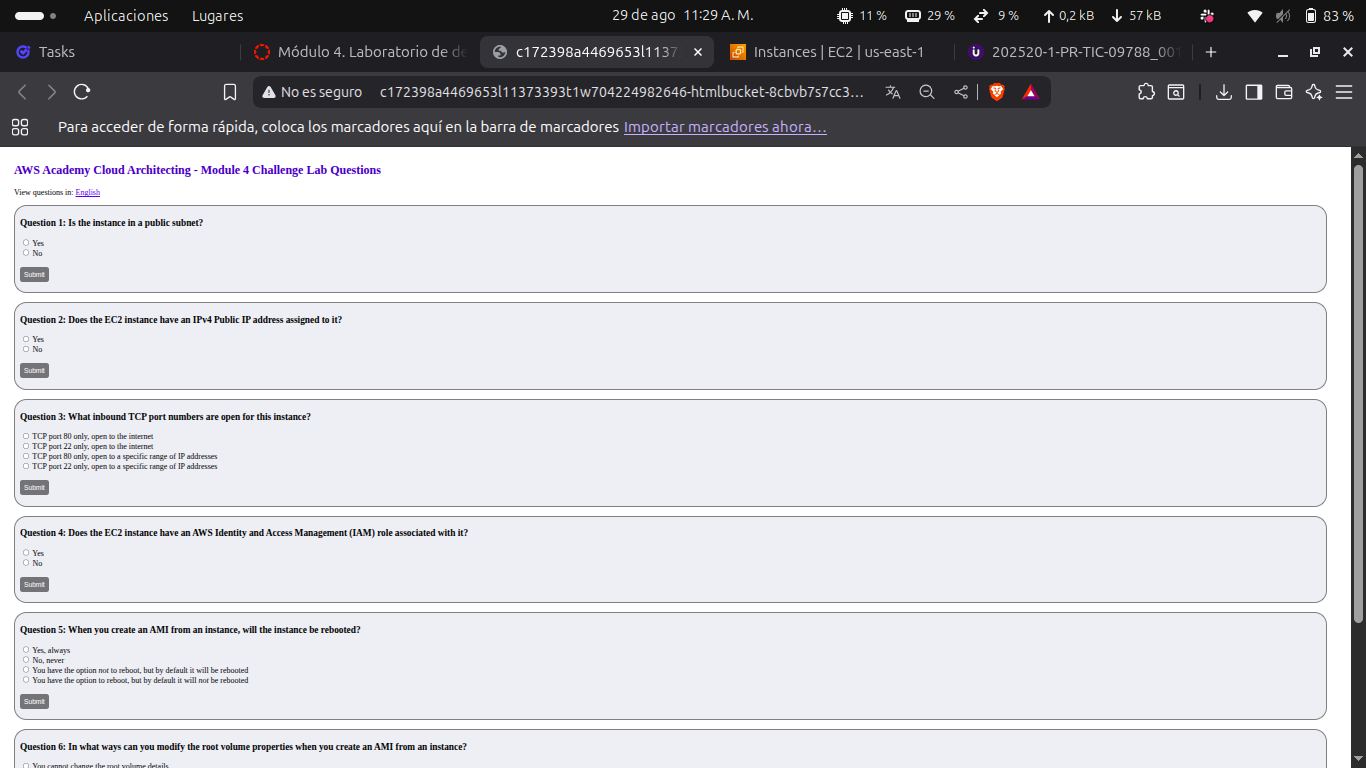 Aplicaciones Lugares 29 de ago 11:29 A. M. 11 % 29 % 9 % 0,2 kB 57 kB 83 %
Tasks Módulo 4. Laboratorio de de c172398a4469653l1137 Instances | EC2 | us-east-1 202520-1-PR-TIC-09788_001
No es seguro c172398a4469653l11373393t1w704224982646-htmlbucket-8cbvb7s7cc3...
Para acceder de forma rápida, coloca los marcadores aquí en la barra de marcadores Importar marcadores ahora...
AWS Academy Cloud Architecting - Module 4 Challenge Lab Questions
View questions in: English
Question 1: Is the instance in a public subnet?
Yes
No
Submit
Question 2: Does the EC2 instance have an IPv4 Public IP address assigned to it?
Yes
No
Submit
Question 3: What inbound TCP port numbers are open for this instance?
TCP port 80 only, open to the internet
TCP port 22 only, open to the internet
TCP port 80 only, open to a specific range of IP addresses
TCP port 22 only, open to a specific range of IP addresses
Submit
Question 4: Does the EC2 instance have an AWS Identity and Access Management (IAM) role associated with it?
Yes
No
Submit
Question 5: When you create an AMI from an instance, will the instance be rebooted?
Yes, always
No, never
You have the option not to reboot, but by default it will be rebooted
You have the option to reboot, but by default it will not be rebooted
Submit
Question 6: In what ways can you modify the root volume properties when you create an AMI from an instance?
You cannot change the root volume details